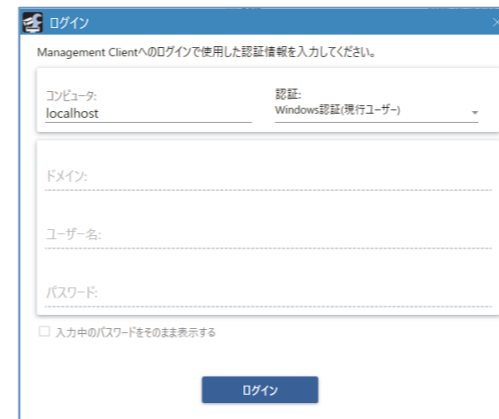 ログイン
Management Clientへのログインで使用した認証情報を入力してください。
コンピュータ:
localhost
認証:
Windows認証(現行ユーザー)
ドメイン:
ユーザー名:
パスワード:
入力中のパスワードをそのまま表示する
ログイン